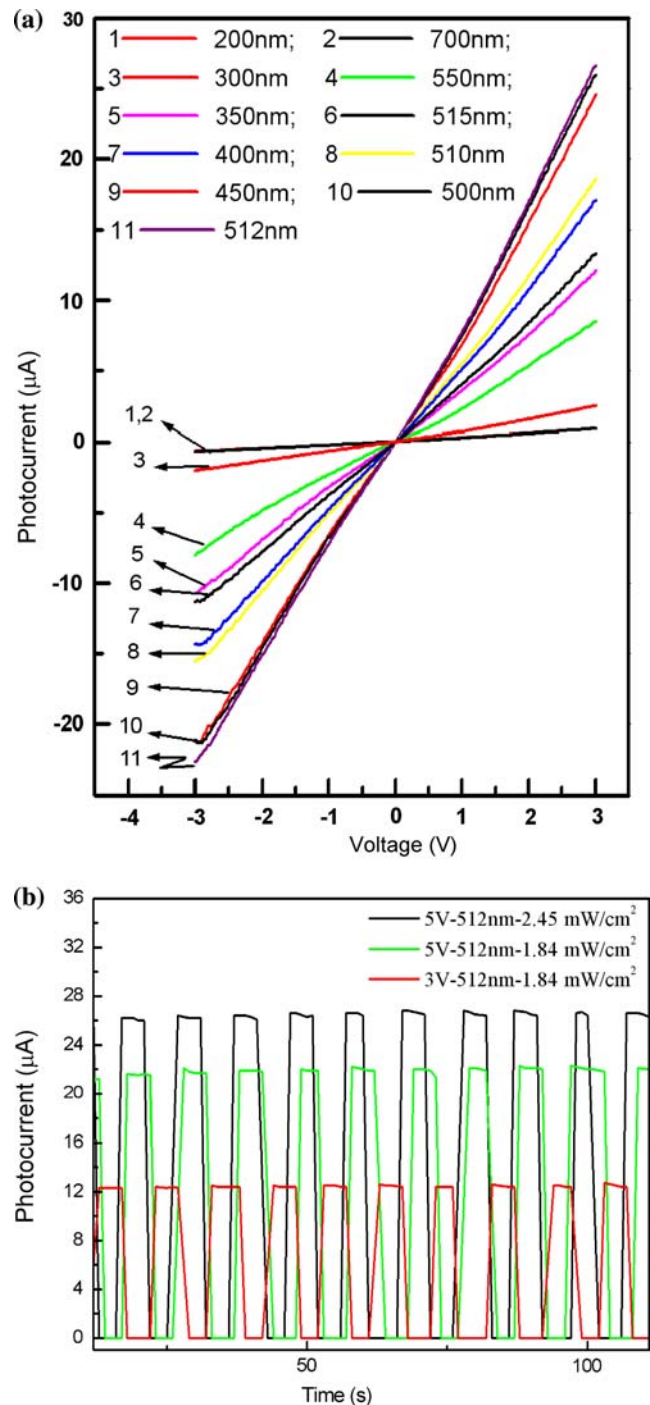 (a)
30
1 200nm; 2 700nm;
3 300nm 4 550nm;
5 350nm; 6 515nm;
7 400nm; 8 510nm
9 450nm; 10 500nm
11 512nm
20
10
0
-10
-20
Photocurrent (μA)
1,2
3
4
5
6
7
8
9
10
11
-4 -3 -2 -1 0 1 2 3
Voltage (V)
(b)
36
32
28
24
20
16
12
8
4
0
Photocurrent (μA)
5V-512nm-2.45 mW/cm²
5V-512nm-1.84 mW/cm²
3V-512nm-1.84 mW/cm²
50 100
Time (s)